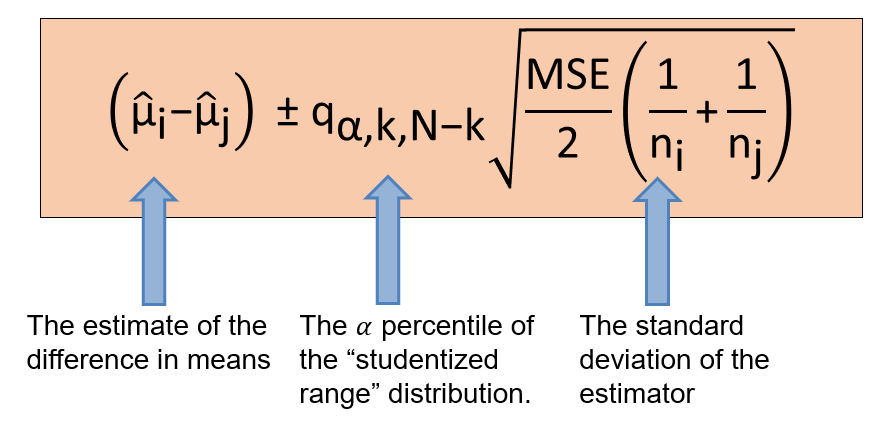 (μ̂i−μ̂j) ± qα,k,N−k √(MSE/2 (1/ni + 1/nj))
The estimate of the
difference in means
The α percentile of
the “studentized
range” distribution.
The standard
deviation of the
estimator